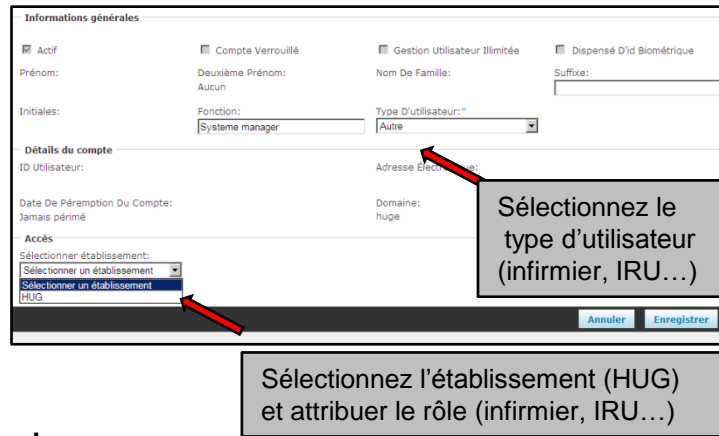 Informations générales
Actif Compte Verrouillé Gestion Utilisateur Illimitée Dispensé D'id Biométrique
Prénom: Deuxième Prénom: Nom De Famille: Suffixe:
Aucun
Initiales: Fonction: Type D'utilisateur:*
Systeme manager Autre
Détails du compte
ID Utilisateur: Adresse
Date De Péremption Du Compte: Domaine:
Jamais périmé huge
Sélectionnez le
type d'utilisateur
(infirmier, IRU…)
Accès
Sélectionner établissement:
Sélectionner un établissement
Sélectionner un établissement
HUG
Annuler Enregistrer
Sélectionnez l'établissement (HUG)
et attribuer le rôle (infirmier, IRU…)